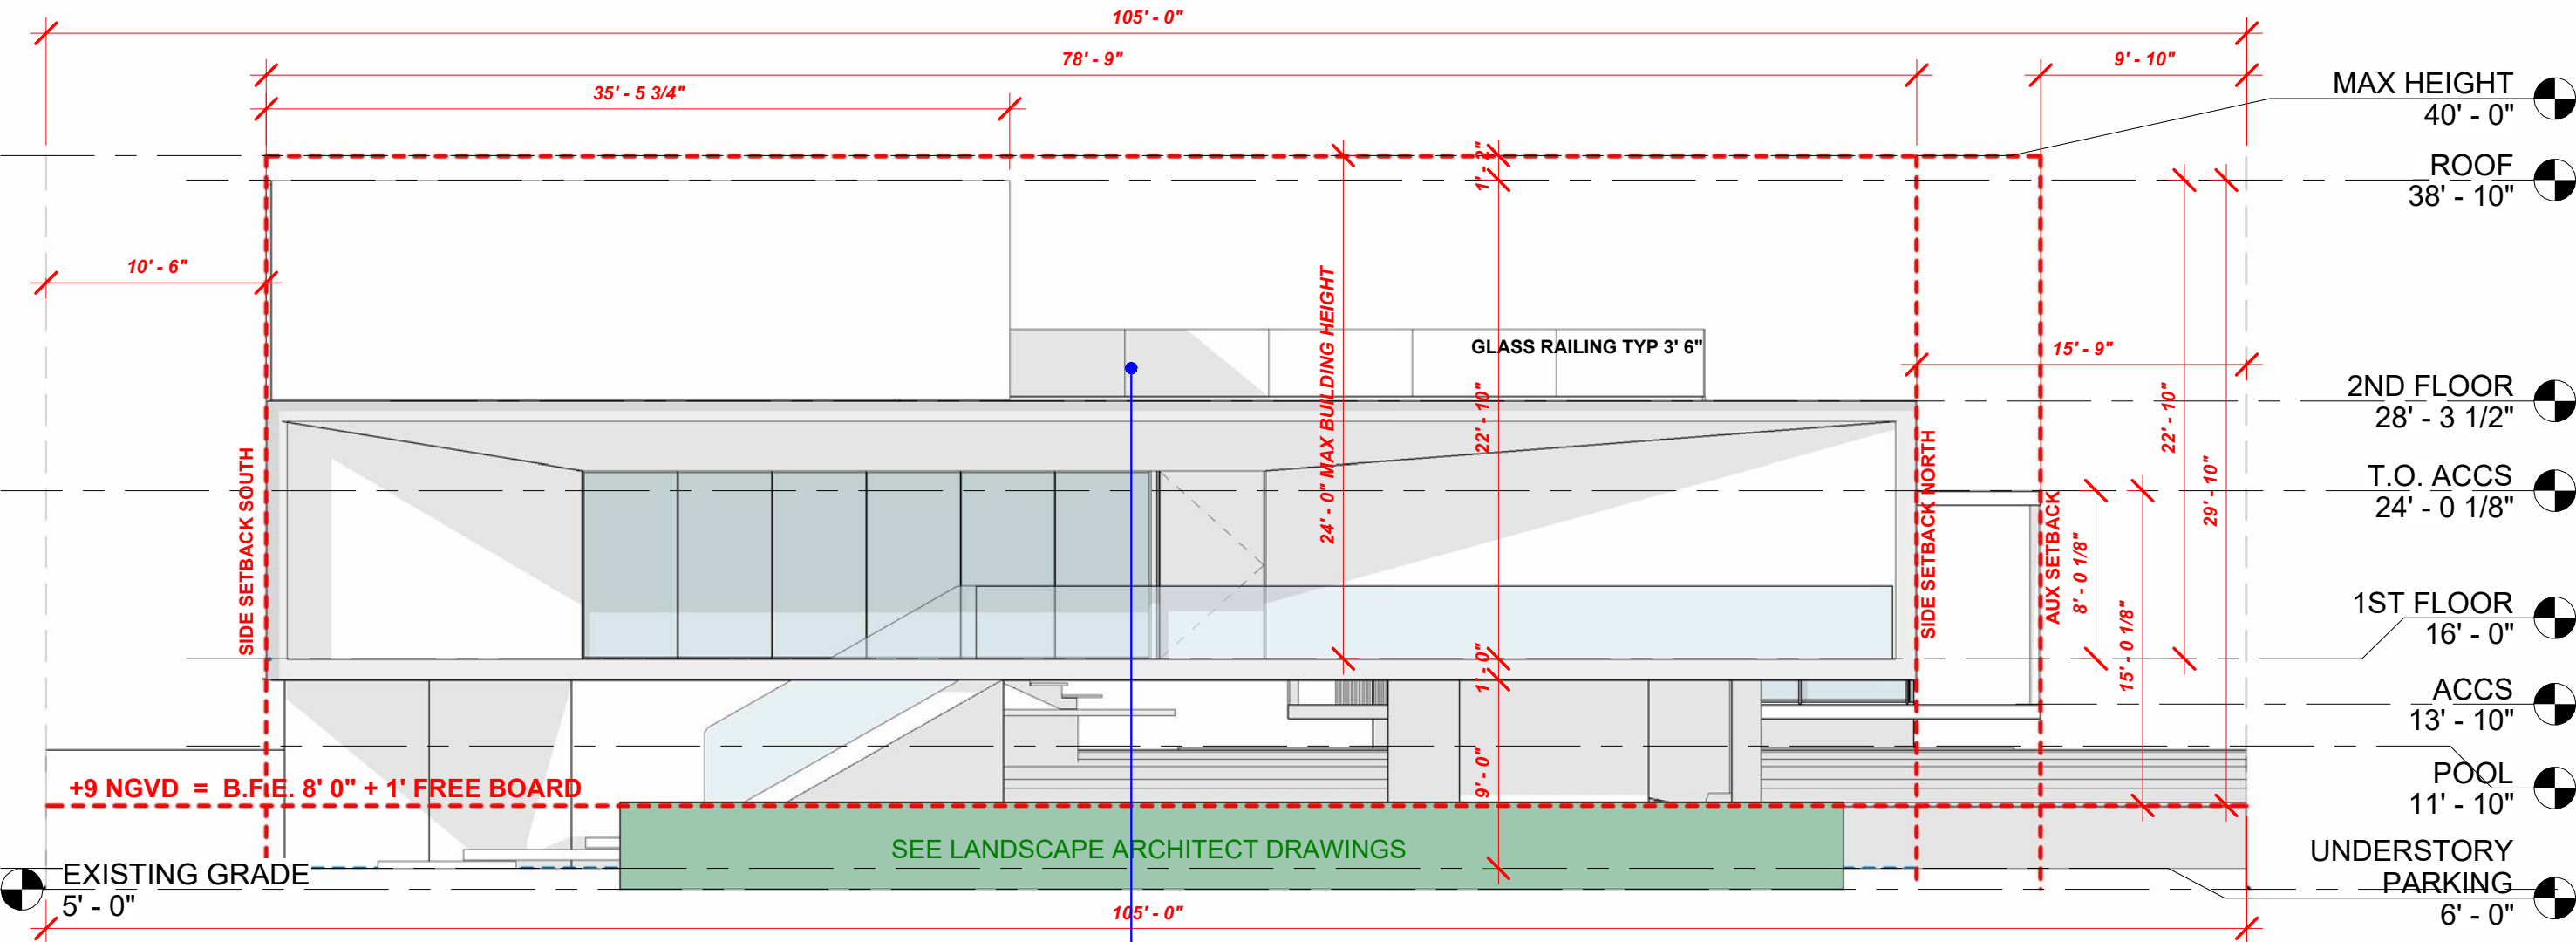 105' - 0"
78' - 9"
9' - 10"
35' - 5 3/4"
MAX HEIGHT
40' - 0"
1' - 2"
ROOF
38' - 10"
10' - 6"
24' - 0" MAX BUILDING HEIGHT
GLASS RAILING TYP 3' 6"
15' - 9"
2ND FLOOR
28' - 3 1/2"
22' - 10"
22' - 10"
29' - 10"
T.O. ACCS
24' - 0 1/8"
SIDE SETBACK SOUTH
SIDE SETBACK NORTH
AUX SETBACK
8' - 0 1/8"
15' - 0 1/8"
1ST FLOOR
16' - 0"
1' - 0"
ACCS
13' - 10"
9' - 0"
POOL
11' - 10"
+9 NGVD = B.F.E. 8' 0" + 1' FREE BOARD
SEE LANDSCAPE ARCHITECT DRAWINGS
UNDERSTORY
PARKING
6' - 0"
EXISTING GRADE
5' - 0"
105' - 0"